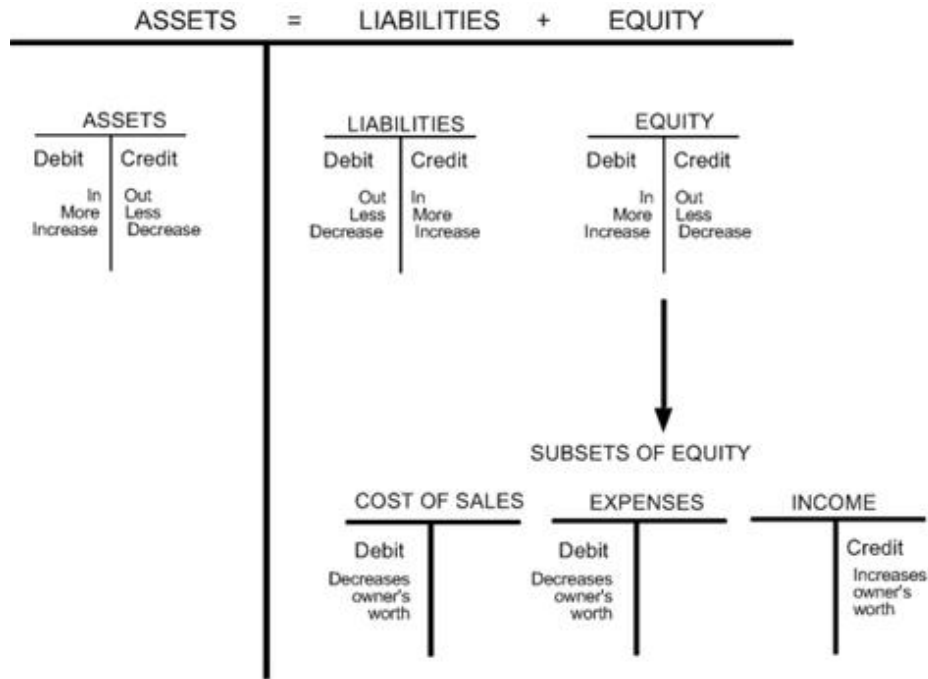 ASSETS = LIABILITIES + EQUITY
ASSETS
Debit Credit
In Out
More Less
Increase Decrease
LIABILITIES
Debit Credit
Out In
Less More
Decrease Increase
EQUITY
Debit Credit
In Out
More Less
Increase Decrease
SUBSETS OF EQUITY
COST OF SALES
Debit
Decreases
owner's
worth
EXPENSES
Debit
Decreases
owner's
worth
INCOME
Credit
Increases
owner's
worth